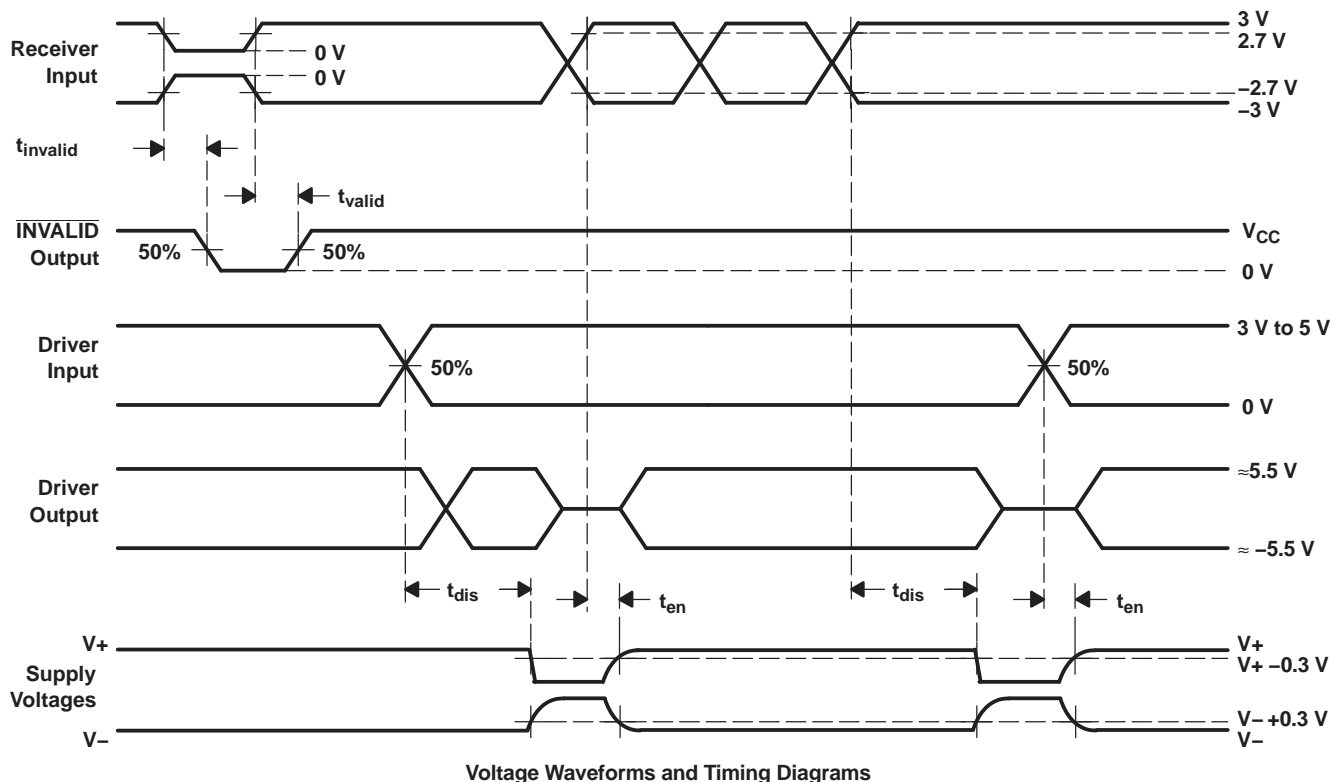 3 V
2.7 V
Receiver
Input
0 V
0 V
–2.7 V
–3 V
tinvalid
tvalid
INVALID
Output
50%
50%
VCC
0 V
Driver
Input
50%
50%
3 V to 5 V
0 V
Driver
Output
≈5.5 V
≈ –5.5 V
tdis
ten
tdis
ten
V+
Supply
Voltages
V–
V+
V+ –0.3 V
V– +0.3 V
V–
Voltage Waveforms and Timing Diagrams